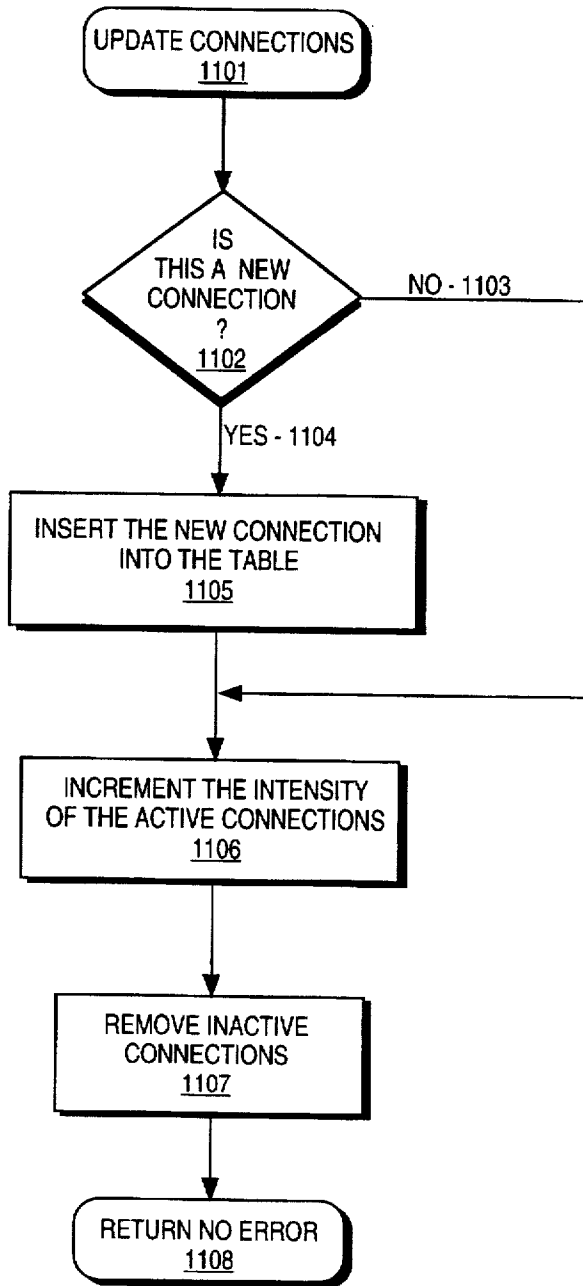 UPDATE CONNECTIONS
1101
IS
THIS A NEW
CONNECTION
?
1102
NO - 1103
YES - 1104
INSERT THE NEW CONNECTION
INTO THE TABLE
1105
INCREMENT THE INTENSITY
OF THE ACTIVE CONNECTIONS
1106
REMOVE INACTIVE
CONNECTIONS
1107
RETURN NO ERROR
1108